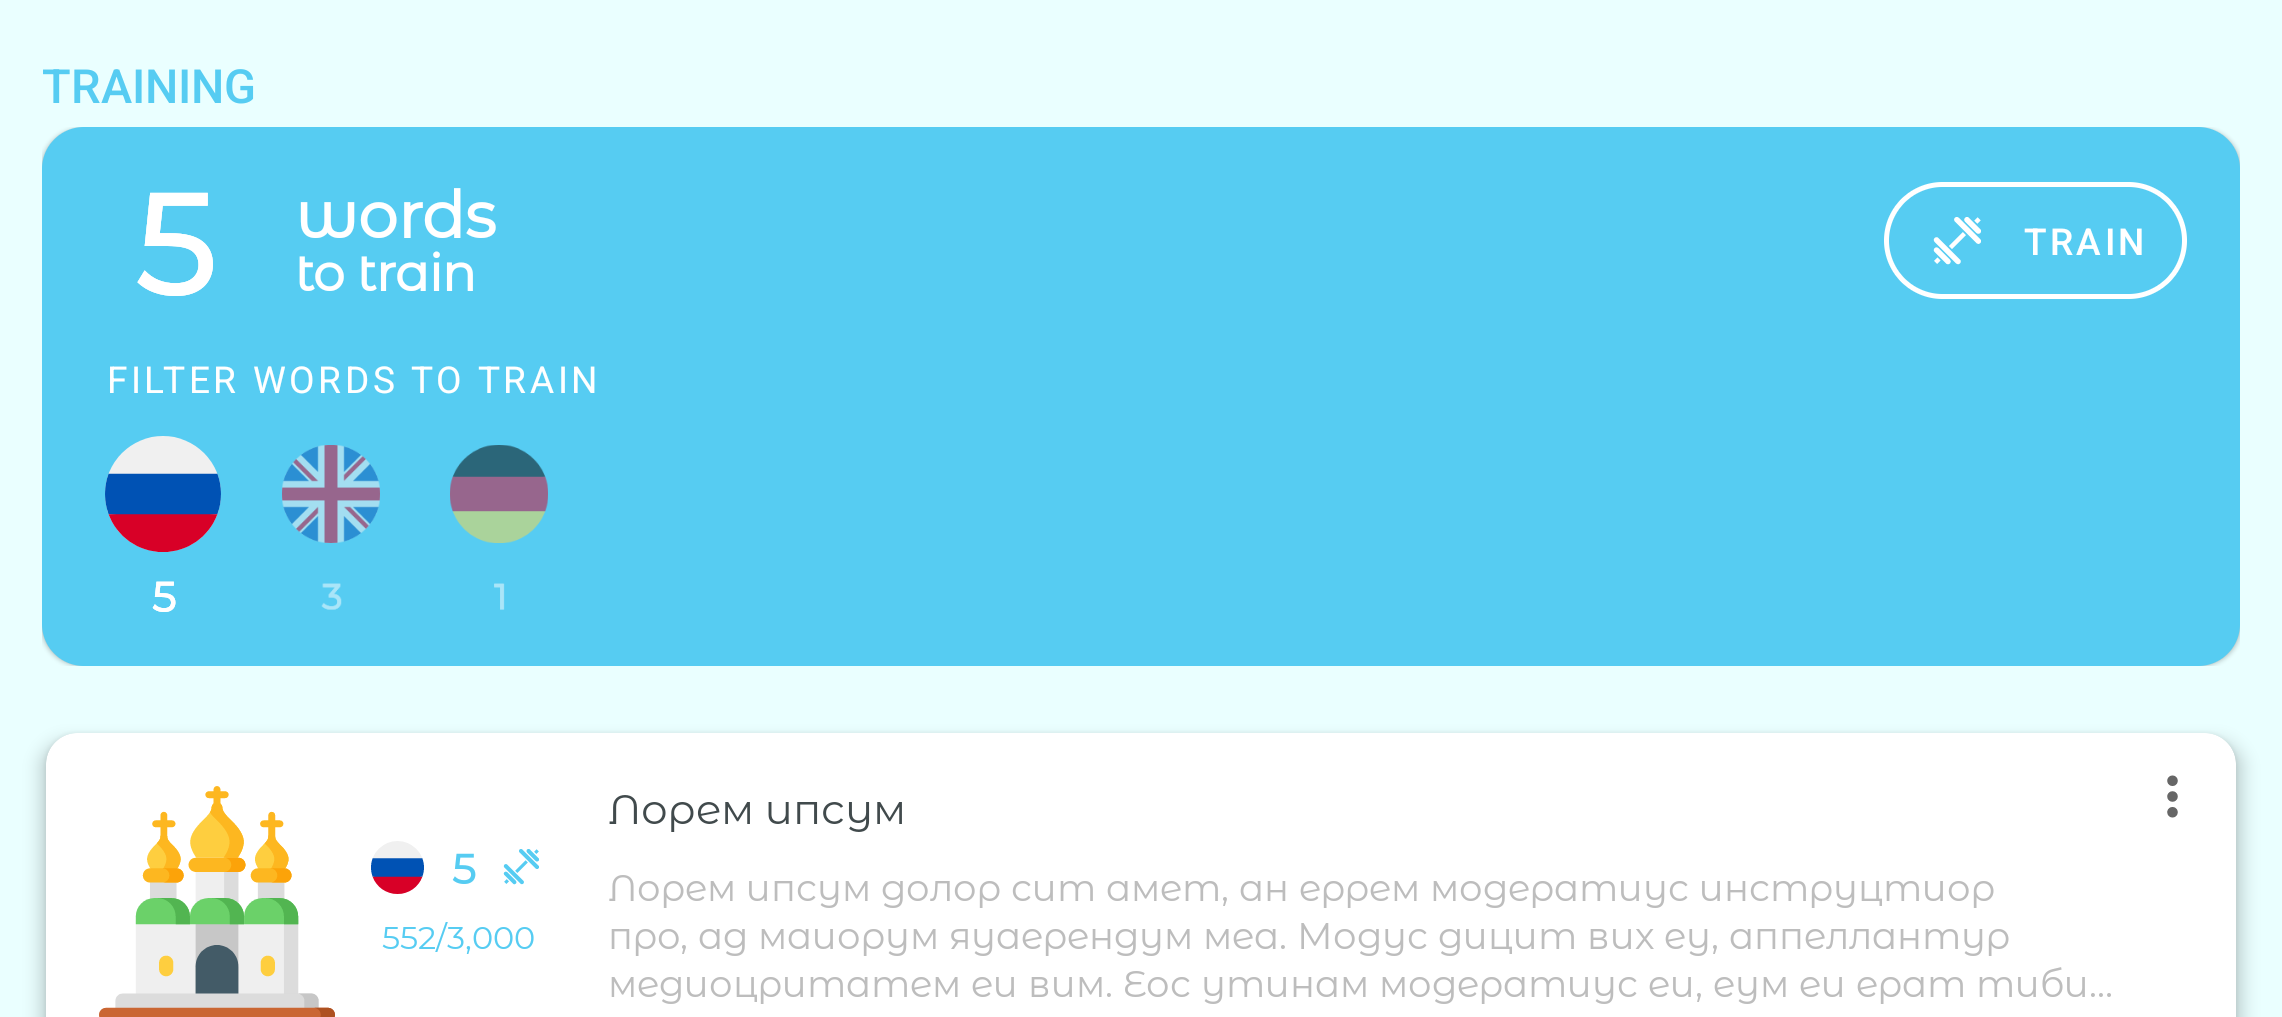 TRAINING
5 words
to train
TRAIN
FILTER WORDS TO TRAIN
5 3 1
Лорем ипсум
5
552/3,000
Лорем ипсум долор сит амет, ан еррем модератиус инструцтиор
про, ад маиорум яуаерендум меа. Модус дицит вих еу, аппеллантур
медиоцритатем еи вим. Еос утинам модератиус еи, еум еи ерат тиби...